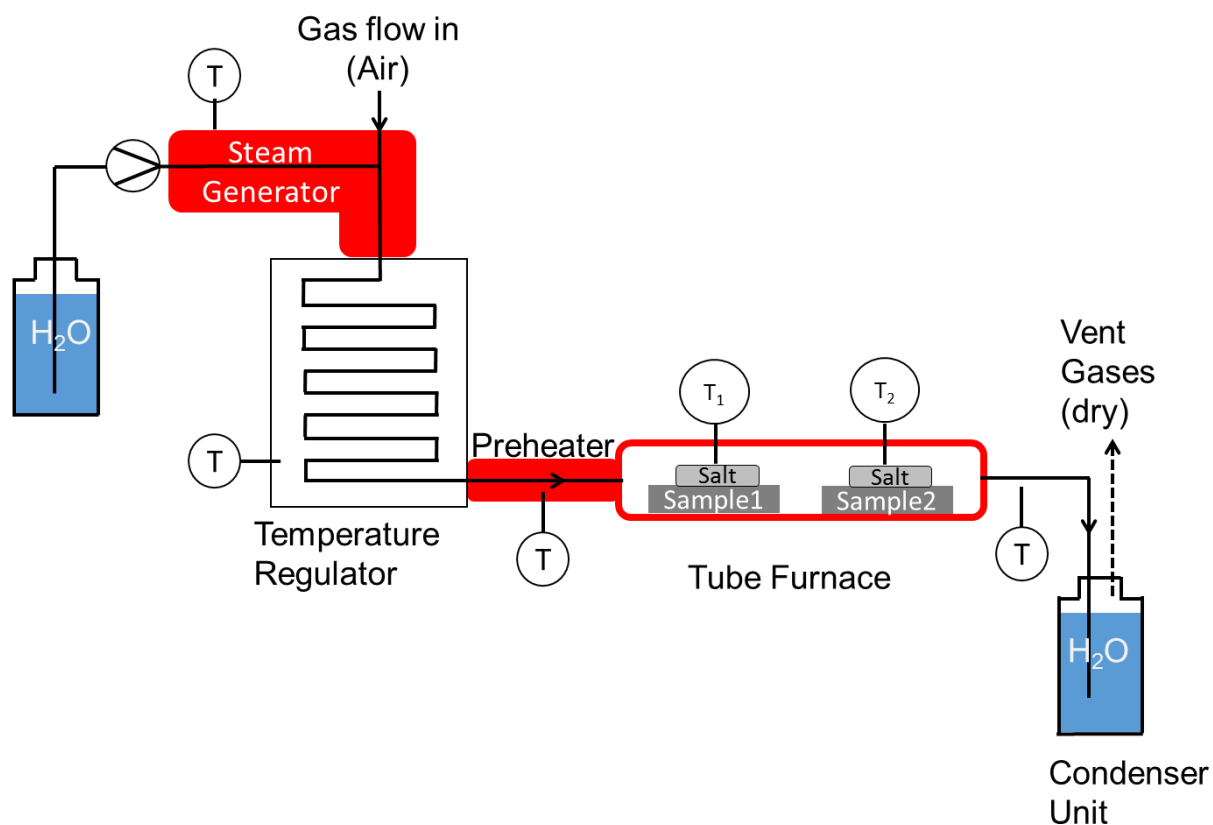 Gas flow in
(Air)
T
Steam
Generator
H₂O
T
Temperature
Regulator
Preheater
T
T₁
T₂
Salt
Sample1
Salt
Sample2
Tube Furnace
T
Vent
Gases
(dry)
H₂O
Condenser
Unit